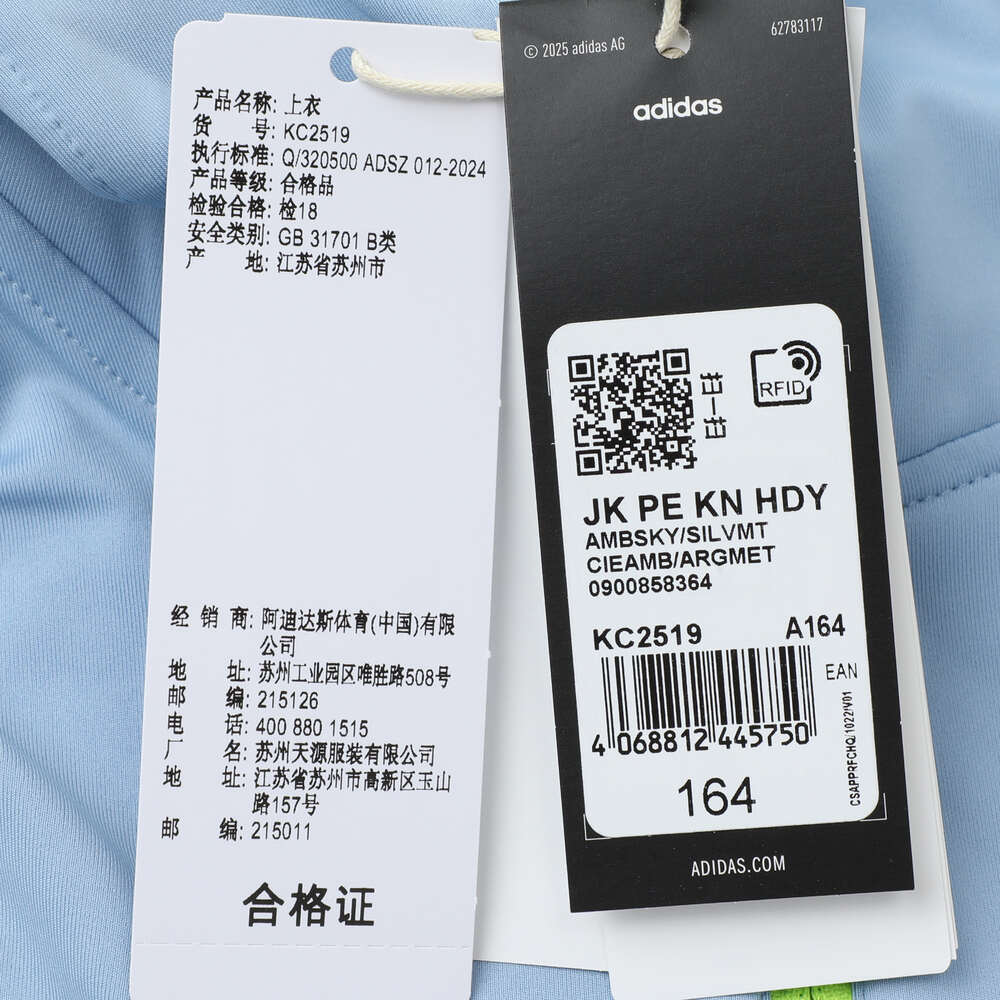 产品名称: 上衣
货 号: KC2519
执行标准: Q/320500 ADSZ 012-2024
产品等级: 合格品
检验合格: 检18
安全类别: GB 31701 B类
产 地: 江苏省苏州市
经 销 商: 阿迪达斯体育(中国)有限
公司
地 址: 苏州工业园区唯胜路508号
邮 编: 215126
电 话: 400 880 1515
厂 名: 苏州天源服装有限公司
地 址: 江苏省苏州市高新区玉山
路157号
邮 编: 215011
合格证
© 2025 adidas AG
62783117
adidas
扫一扫
RFID
JK PE KN HDY
AMBSKY/SILVMT
CIEAMB/ARGMET
0900858364
KC2519 A164
EAN
4 068812 445750
CSAPPRFCHQ/1022/V01
164
ADIDAS.COM